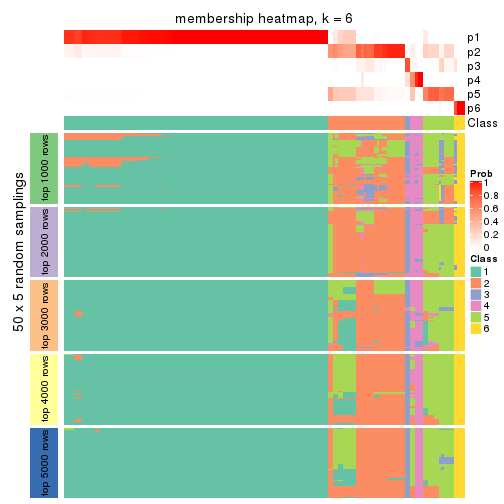 membership heatmap, k = 6
p1
p2
p3
p4
p5
p6
Class
50 x 5 random samplings
top 1000 rows
top 2000 rows
top 3000 rows
top 4000 rows
top 5000 rows
Prob
1
0.8
0.6
0.4
0.2
0
Class
1
2
3
4
5
6